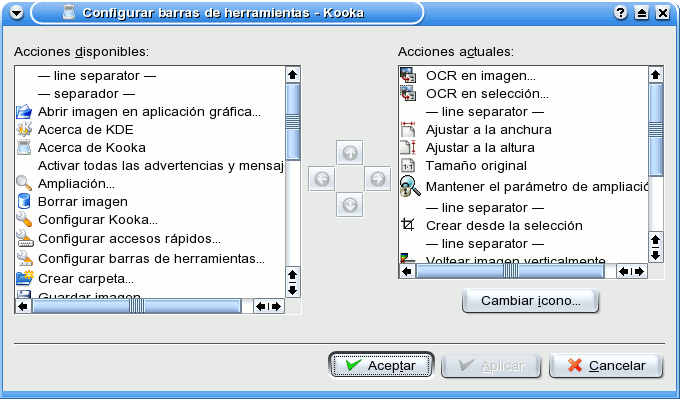 Configurar barras de herramientas - Kooka
Acciones disponibles:
— line separator —
— separador —
Abrir imagen en aplicación gráfica...
Acerca de KDE
Acerca de Kooka
Activar todas las advertencias y mensaj
Ampliación...
Borrar imagen
Configurar Kooka...
Configurar accesos rápidos...
Configurar barras de herramientas...
Crear carpeta...
Guardar imagen
Acciones actuales:
OCR en imagen...
OCR en selección...
— line separator —
Ajustar a la anchura
Ajustar a la altura
Tamaño original
Mantener el parámetro de ampliació
— line separator —
Crear desde la selección
— line separator —
Voltear imagen verticalmente
Cambiar icono...
Aceptar
Aplicar
Cancelar